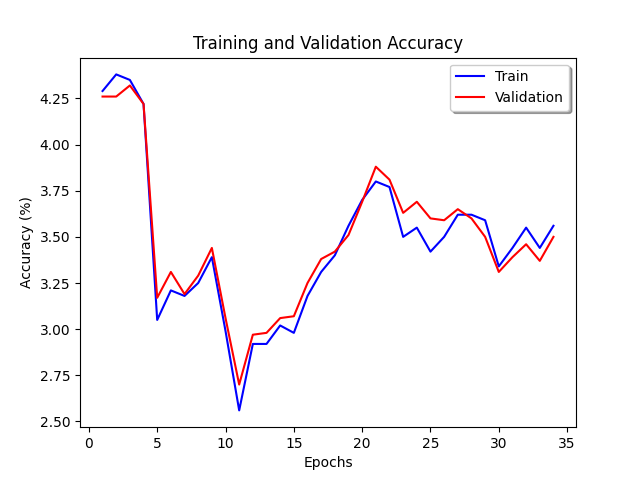 Training and Validation Accuracy
Train
Validation
4.25
4.00
3.75
3.50
3.25
3.00
2.75
2.50
Accuracy (%)
0 5 10 15 20 25 30 35
Epochs